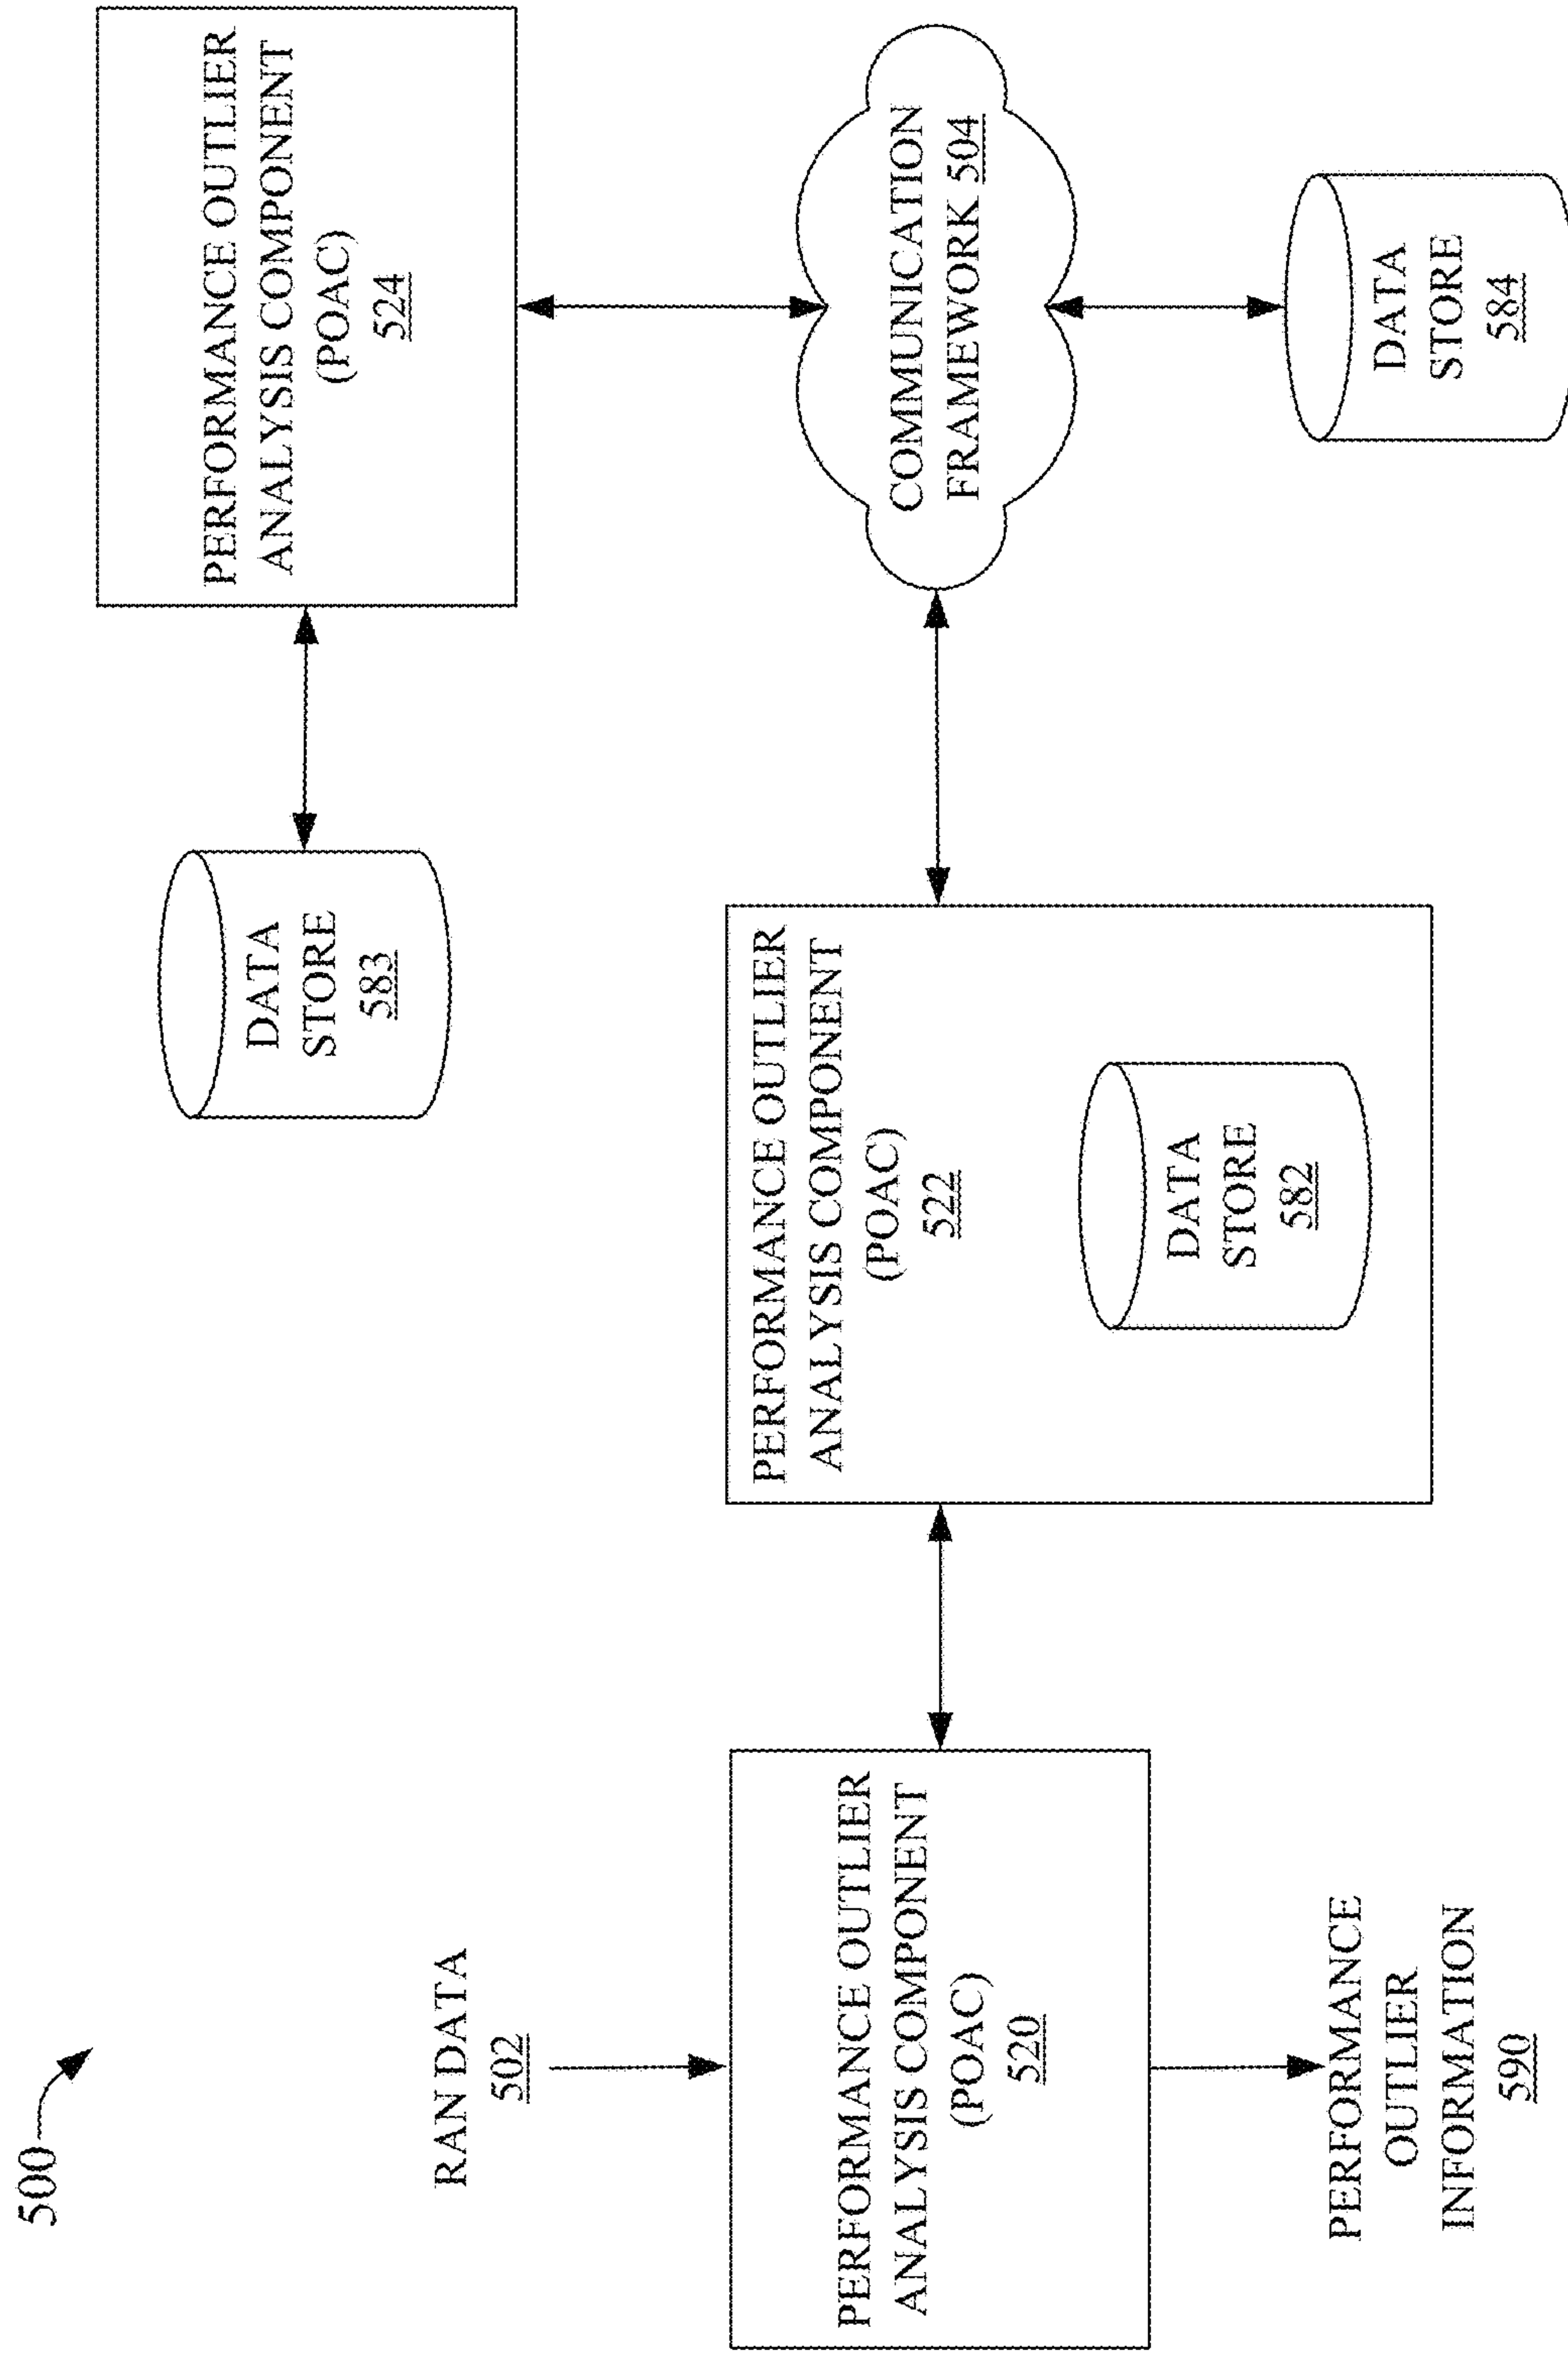 500
RAN DATA
502
PERFORMANCE OUTLIER
ANALYSIS COMPONENT
(POAC)
520
PERFORMANCE
OUTLIER
INFORMATION
590
PERFORMANCE OUTLIER
ANALYSIS COMPONENT
(POAC)
522
DATA
STORE
582
DATA
STORE
583
PERFORMANCE OUTLIER
ANALYSIS COMPONENT
(POAC)
524
COMMUNICATION
FRAMEWORK 504
DATA
STORE
584